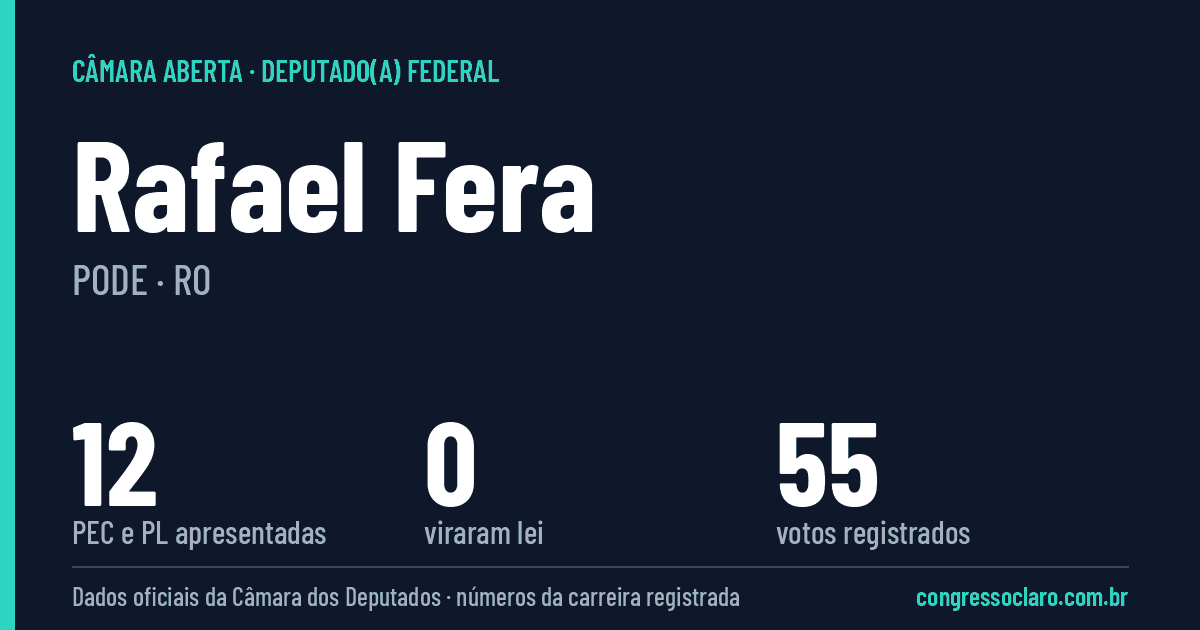 CÂMARA ABERTA · DEPUTADO(A) FEDERAL
Rafael Fera
PODE · RO
12 0 55
PEC e PL apresentadas viraram lei votos registrados
Dados oficiais da Câmara dos Deputados · números da carreira registrada congressoclaro.com.br